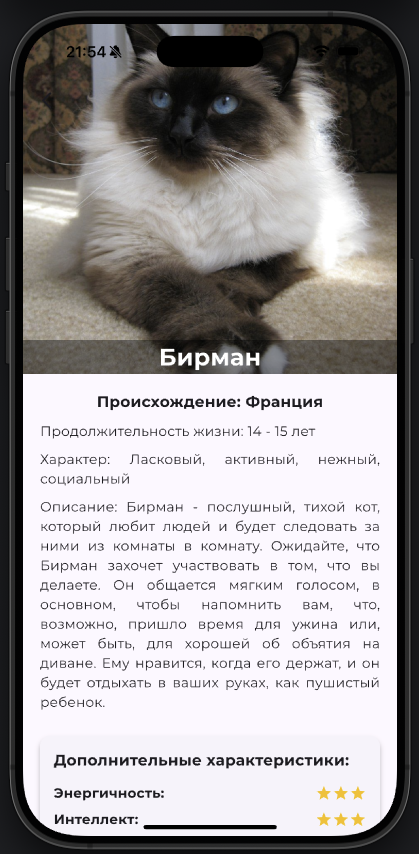 21:54
Бирман
Происхождение: Франция
Продолжительность жизни: 14 - 15 лет
Характер: Ласковый, активный, нежный,
социальный
Описание: Бирман - послушный, тихой кот,
который любит людей и будет следовать за
ними из комнаты в комнату. Ожидайте, что
Бирман захочет участвовать в том, что вы
делаете. Он общается мягким голосом, в
основном, чтобы напомнить вам, что,
возможно, пришло время для ужина или,
может быть, для хорошей об объятия на
диване. Ему нравится, когда его держат, и он
будет отдыхать в ваших руках, как пушистый
ребенок.
Дополнительные характеристики:
Энергичность:
Интеллект: